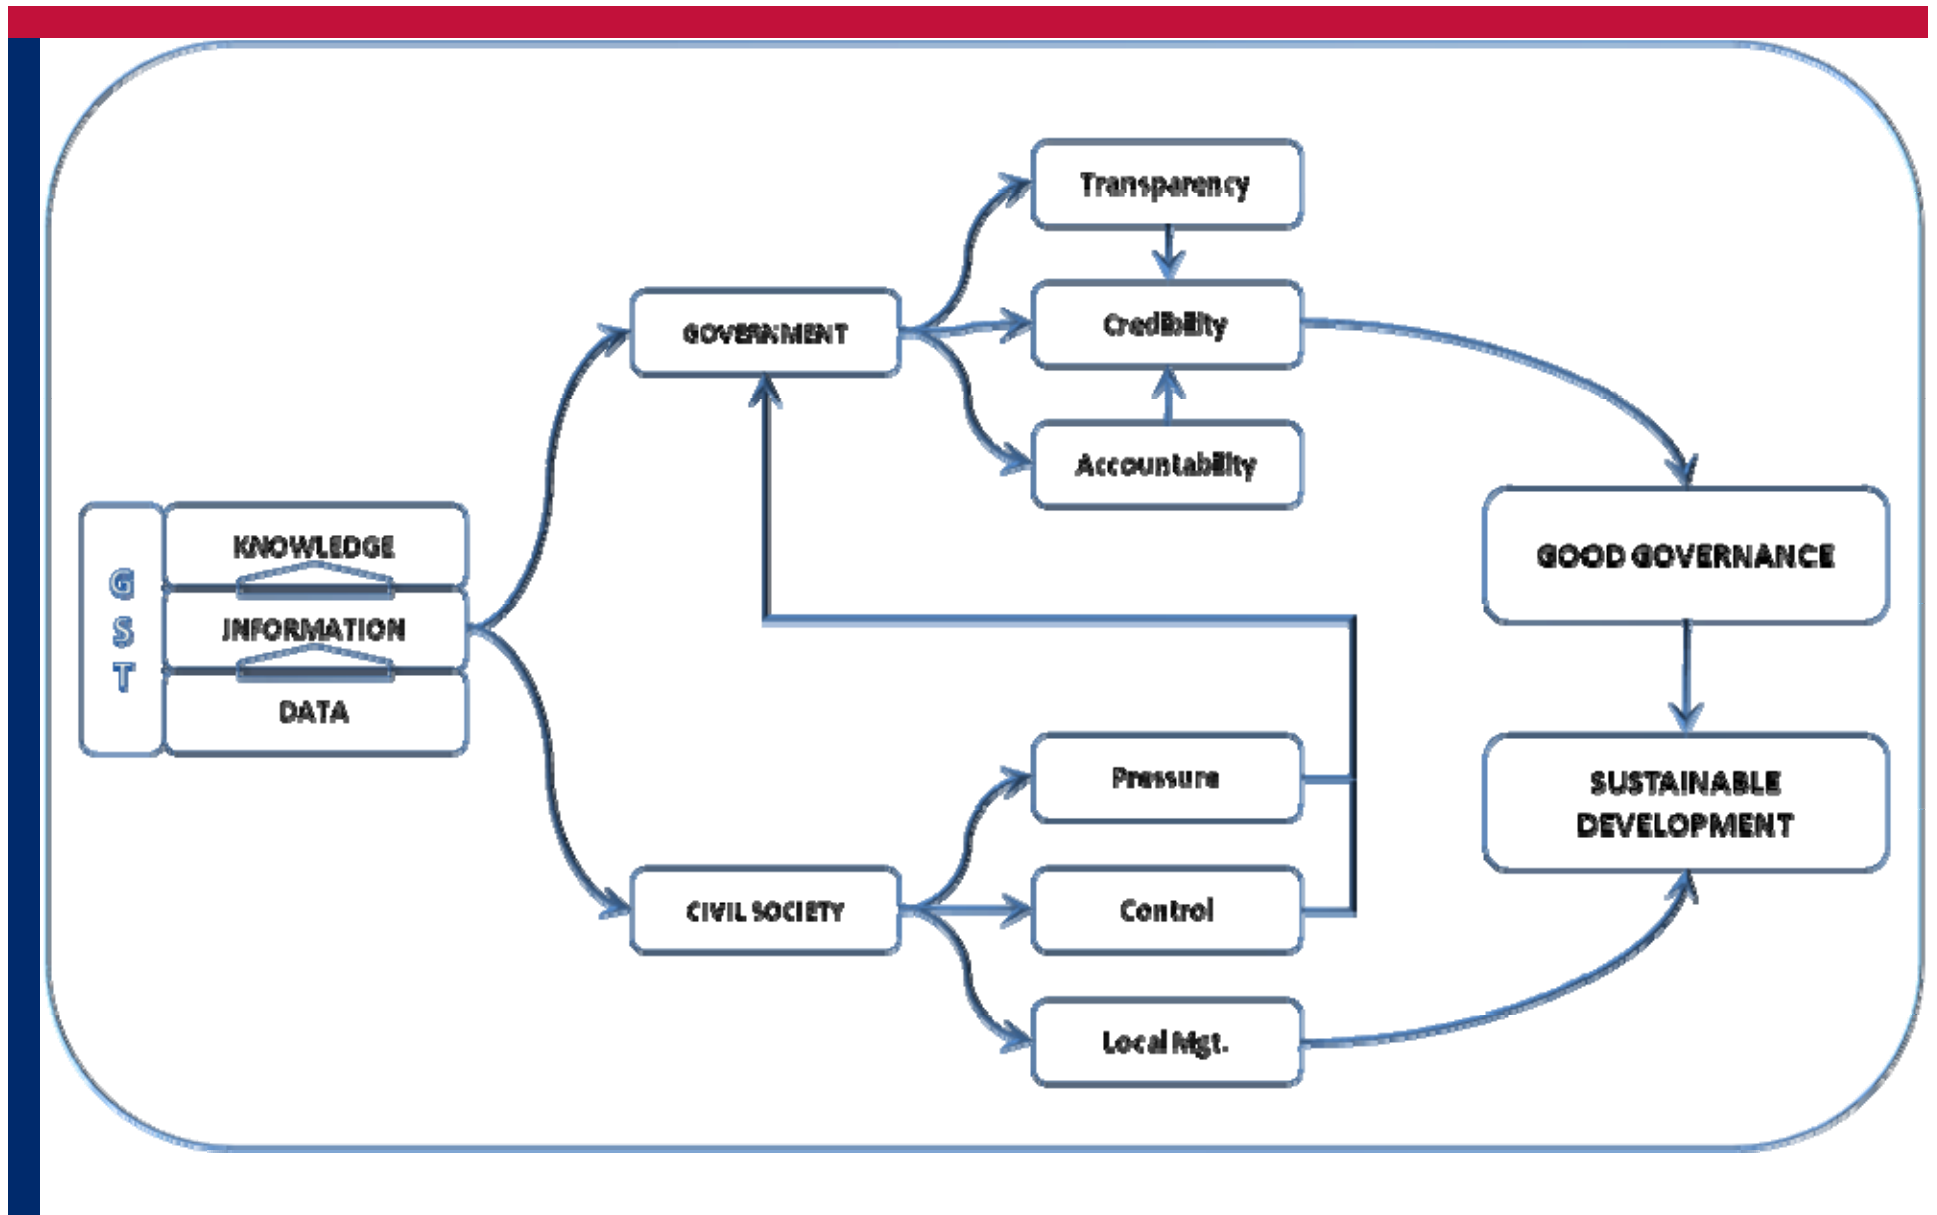 Transparency
GOVERNMENT
Credibility
Accountability
G
S
T
KNOWLEDGE
INFORMATION
DATA
GOOD GOVERNANCE
Pressure
SUSTAINABLE
DEVELOPMENT
CIVIL SOCIETY
Control
Local Mgt.